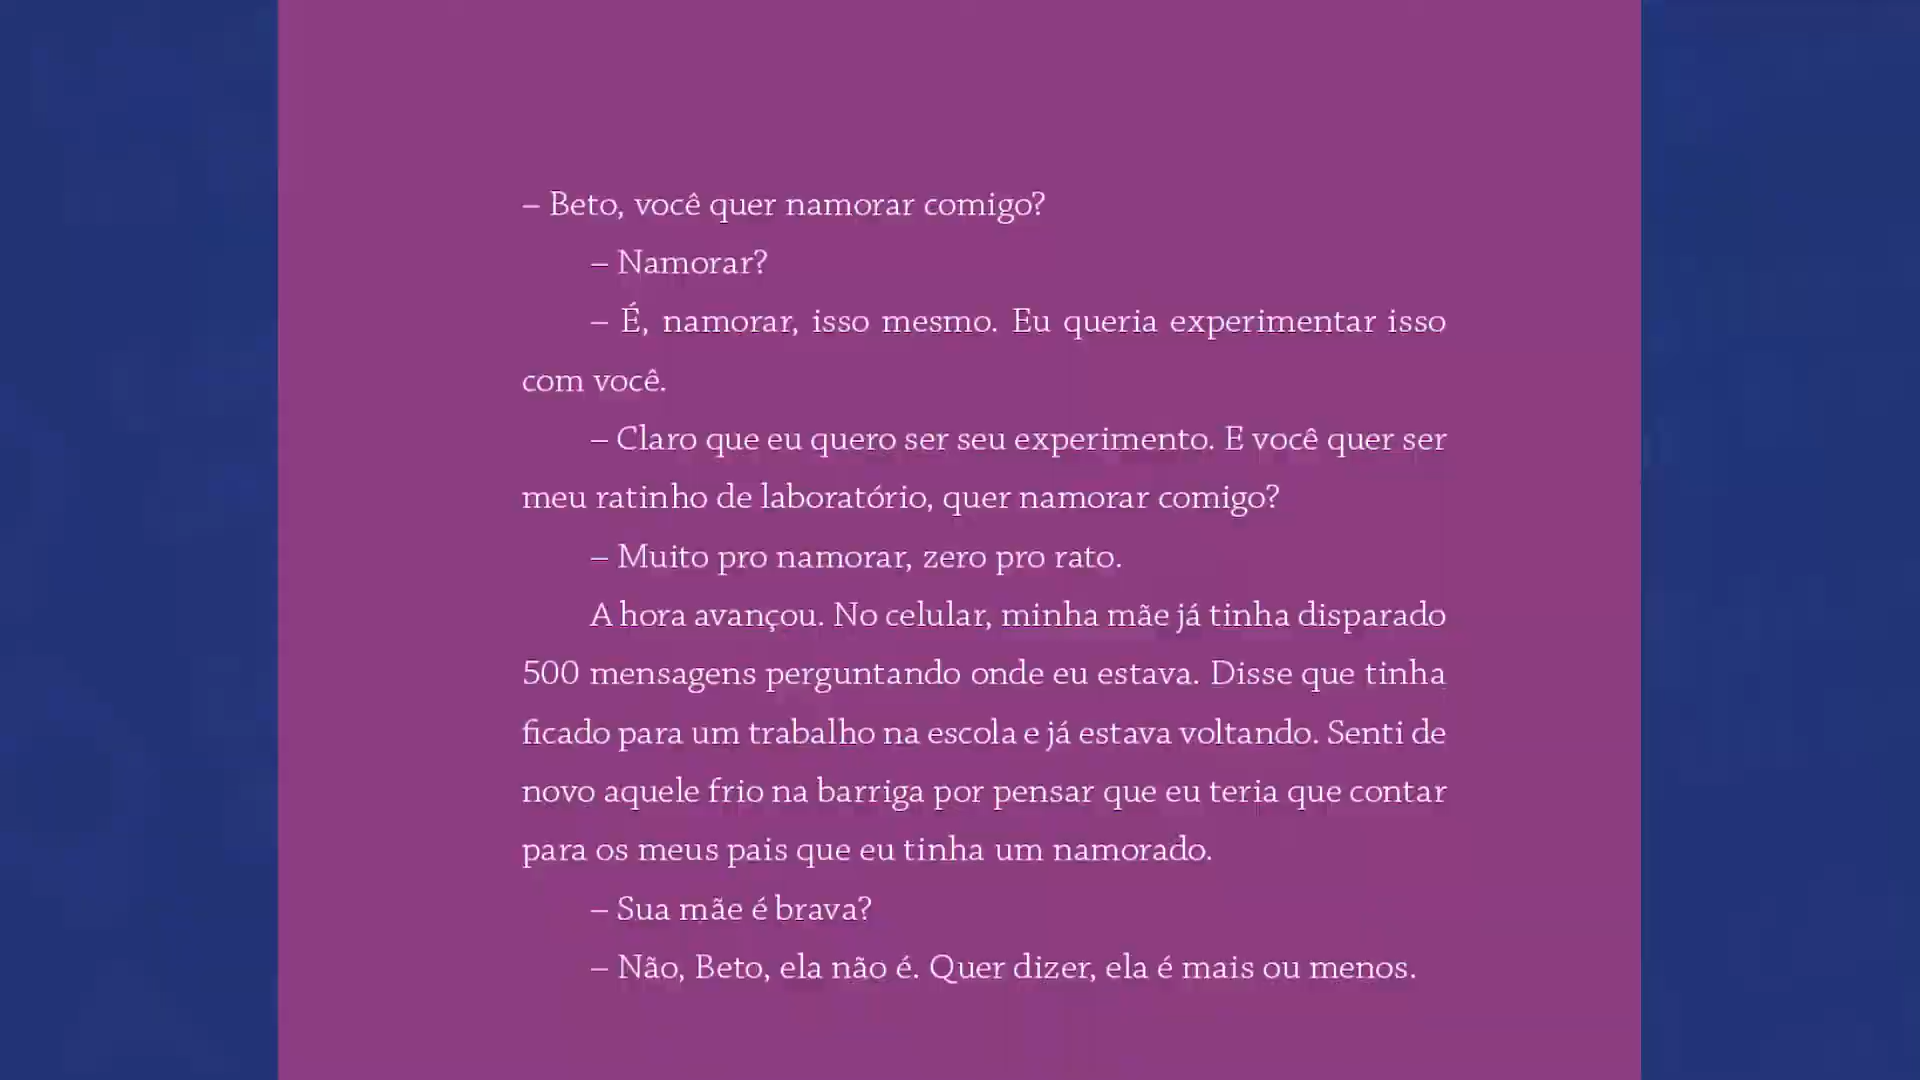 – Beto, você quer namorar comigo?
– Namorar?
– É, namorar, isso mesmo. Eu queria experimentar isso
com você.
– Claro que eu quero ser seu experimento. E você quer ser
meu ratinho de laboratório, quer namorar comigo?
– Muito pro namorar, zero pro rato.
A hora avançou. No celular, minha mãe já tinha disparado
500 mensagens perguntando onde eu estava. Disse que tinha
ficado para um trabalho na escola e já estava voltando. Senti de
novo aquele frio na barriga por pensar que eu teria que contar
para os meus pais que eu tinha um namorado.
– Sua mãe é brava?
– Não, Beto, ela não é. Quer dizer, ela é mais ou menos.